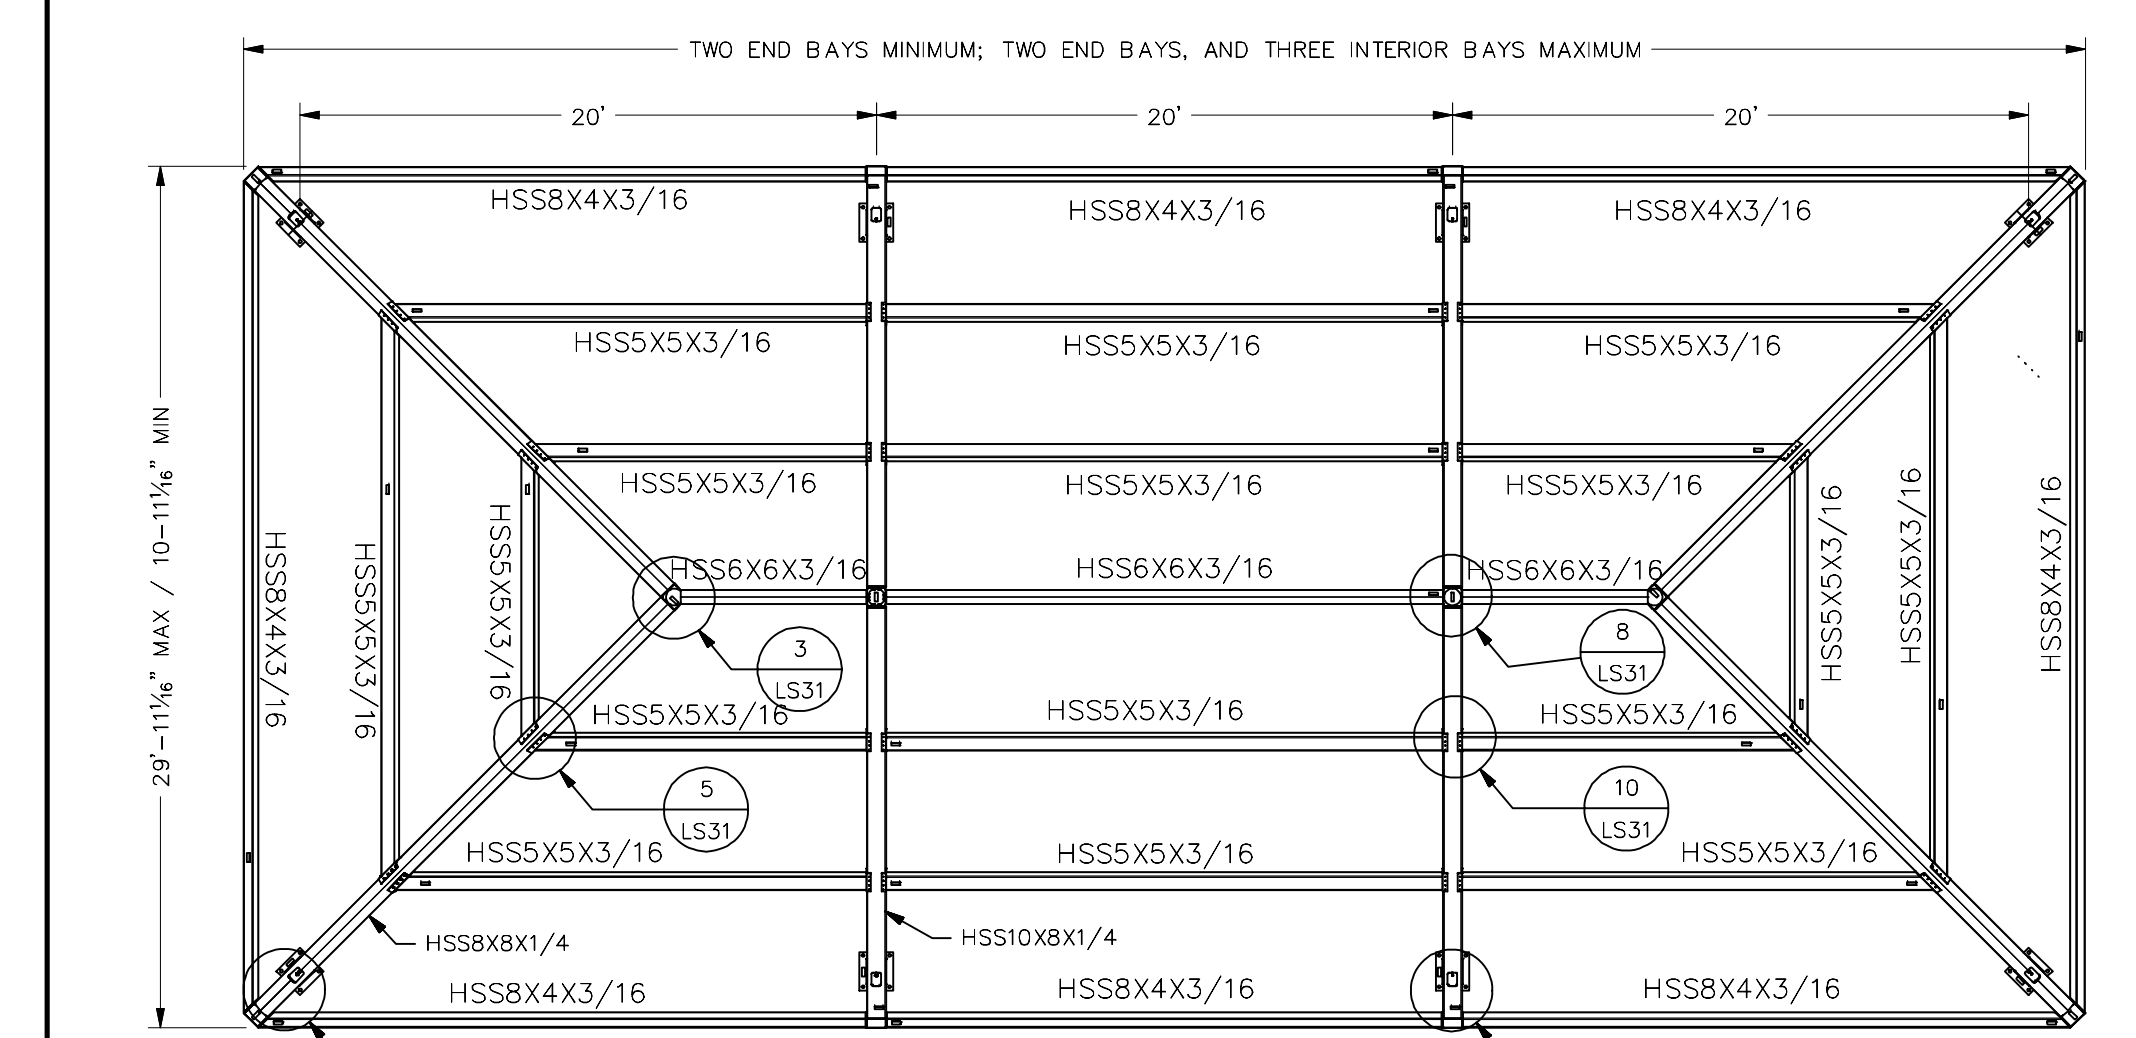 TWO END BAYS MINIMUM; TWO END BAYS, AND THREE INTERIOR BAYS MAXIMUM
20' 20' 20'
HSS8X4X3/16 HSS8X4X3/16 HSS8X4X3/16
HSS5X5X3/16 HSS5X5X3/16 HSS5X5X3/16
HSS5X5X3/16 HSS5X5X3/16 HSS5X5X3/16
HSS6X6X3/16 HSS6X6X3/16 HSS6X6X3/16
29'-11 1/16" MAX / 10-11 1/16" MIN
HSS8X4X3/16
HSS5X5X3/16
HSS5X5X3/16
HSS5X5X3/16
HSS5X5X3/16
HSS8X4X3/16
3
LS31
8
LS31
HSS5X5X3/16 HSS5X5X3/16 HSS5X5X3/16
5
LS31
10
LS31
HSS5X5X3/16 HSS5X5X3/16 HSS5X5X3/16
HSS8X8X1/4 HSS10X8X1/4
HSS8X4X3/16 HSS8X4X3/16 HSS8X4X3/16